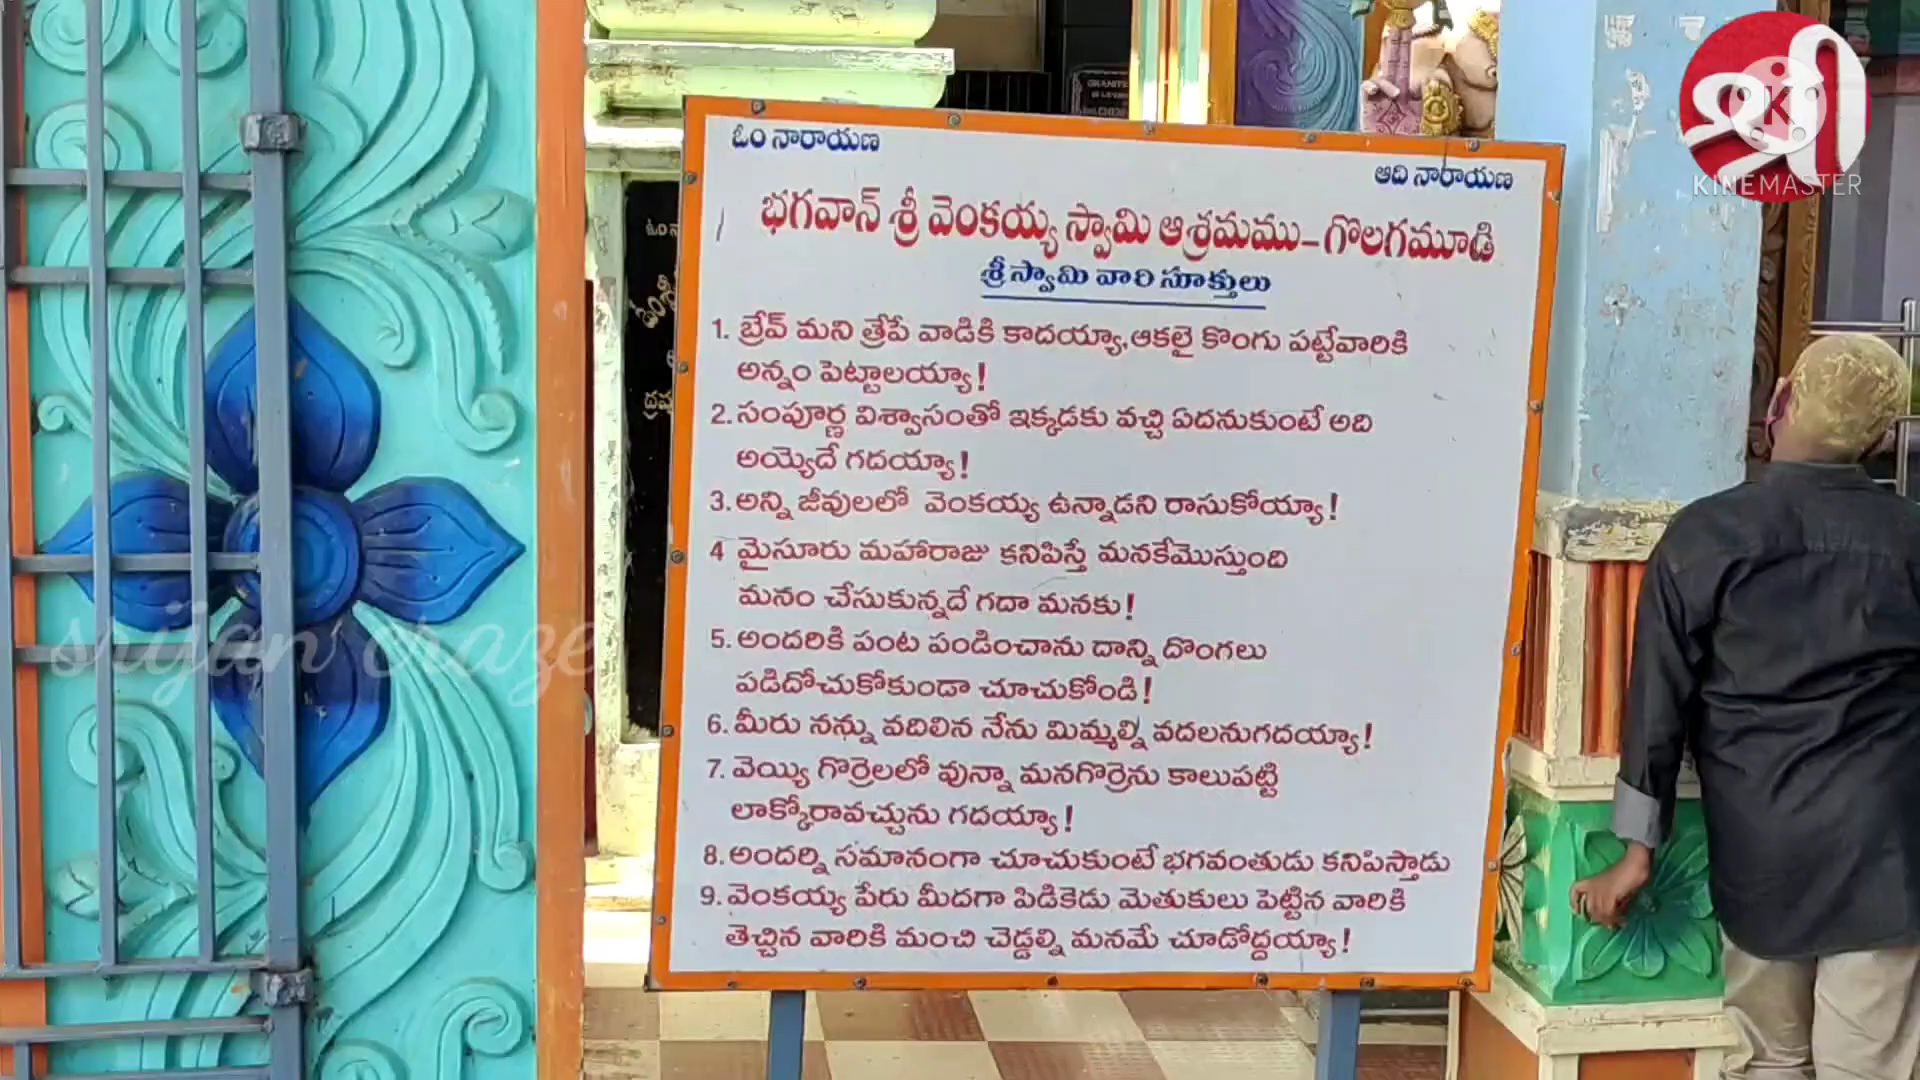 ఓం నారాయణ
ఆది నారాయణ
భగవాన్ శ్రీ వెంకయ్య స్వామి ఆశ్రమము-గొలగమూడి
శ్రీ స్వామి వారి సూక్తులు
1. బ్రేవ్ మని త్రేపే వాడికి కాదయ్యా,ఆకలై కొంగు పట్టేవారికి
అన్నం పెట్టాలయ్యా!
2. సంపూర్ణ విశ్వాసంతో ఇక్కడకు వచ్చి ఏదనుకుంటే అది
అయ్యెదే గదయ్యా!
3. అన్ని జీవులలో వెంకయ్య ఉన్నాడని రాసుకోయ్యా!
4 మైసూరు మహారాజు కనిపిస్తే మనకేమొస్తుంది
మనం చేసుకున్నదే గదా మనకు!
5. అందరికి పంట పండించాను దాన్ని దొంగలు
పడిదోచుకోకుండా చూచుకోండి!
6. మీరు నన్ను వదిలిన నేను మిమ్మల్ని వదలనుగదయ్యా!
7. వెయ్యి గొర్రెలలో వున్నా మనగొర్రెను కాలుపట్టి
లాక్కోరావచ్చును గదయ్యా!
8. అందర్ని సమానంగా చూచుకుంటే భగవంతుడు కనిపిస్తాడు
9. వెంకయ్య పేరు మీదగా పిడికెడు మెతుకులు పెట్టిన వారికి
తెచ్చిన వారికి మంచి చెడ్డల్ని మనమే చూడోద్దయ్యా!
श्री
KINEMASTER
srijan craze